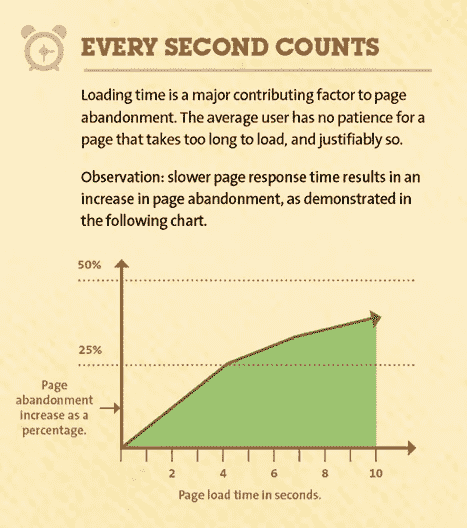 EVERY SECOND COUNTS
Loading time is a major contributing factor to page
abandonment. The average user has no patience for a
page that takes too long to load, and justifiably so.
Observation: slower page response time results in an
increase in page abandonment, as demonstrated in
the following chart.
50%
25%
Page
abandonment
increase as a
percentage.
2 4 6 8 10
Page load time in seconds.